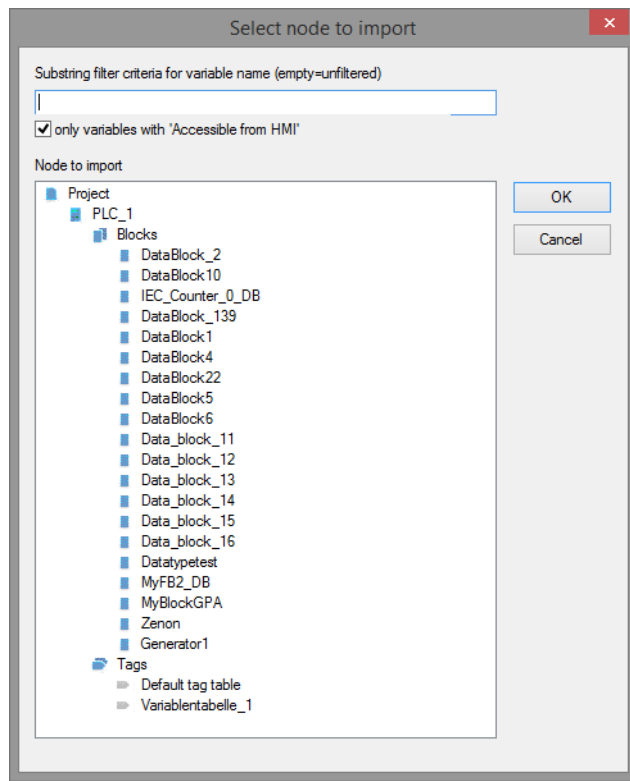 Select node to import
Substring filter criteria for variable name (empty=unfiltered)
only variables with 'Accessible from HMI'
Node to import
Project
OK
PLC_1
Blocks
Cancel
DataBlock_2
DataBlock10
IEC_Counter_0_DB
DataBlock_139
DataBlock1
DataBlock4
DataBlock22
DataBlock5
DataBlock6
Data_block_11
Data_block_12
Data_block_13
Data_block_14
Data_block_15
Data_block_16
Datatypetest
MyFB2_DB
MyBlockGPA
Zenon
Generator1
Tags
Default tag table
Variablentabelle_1